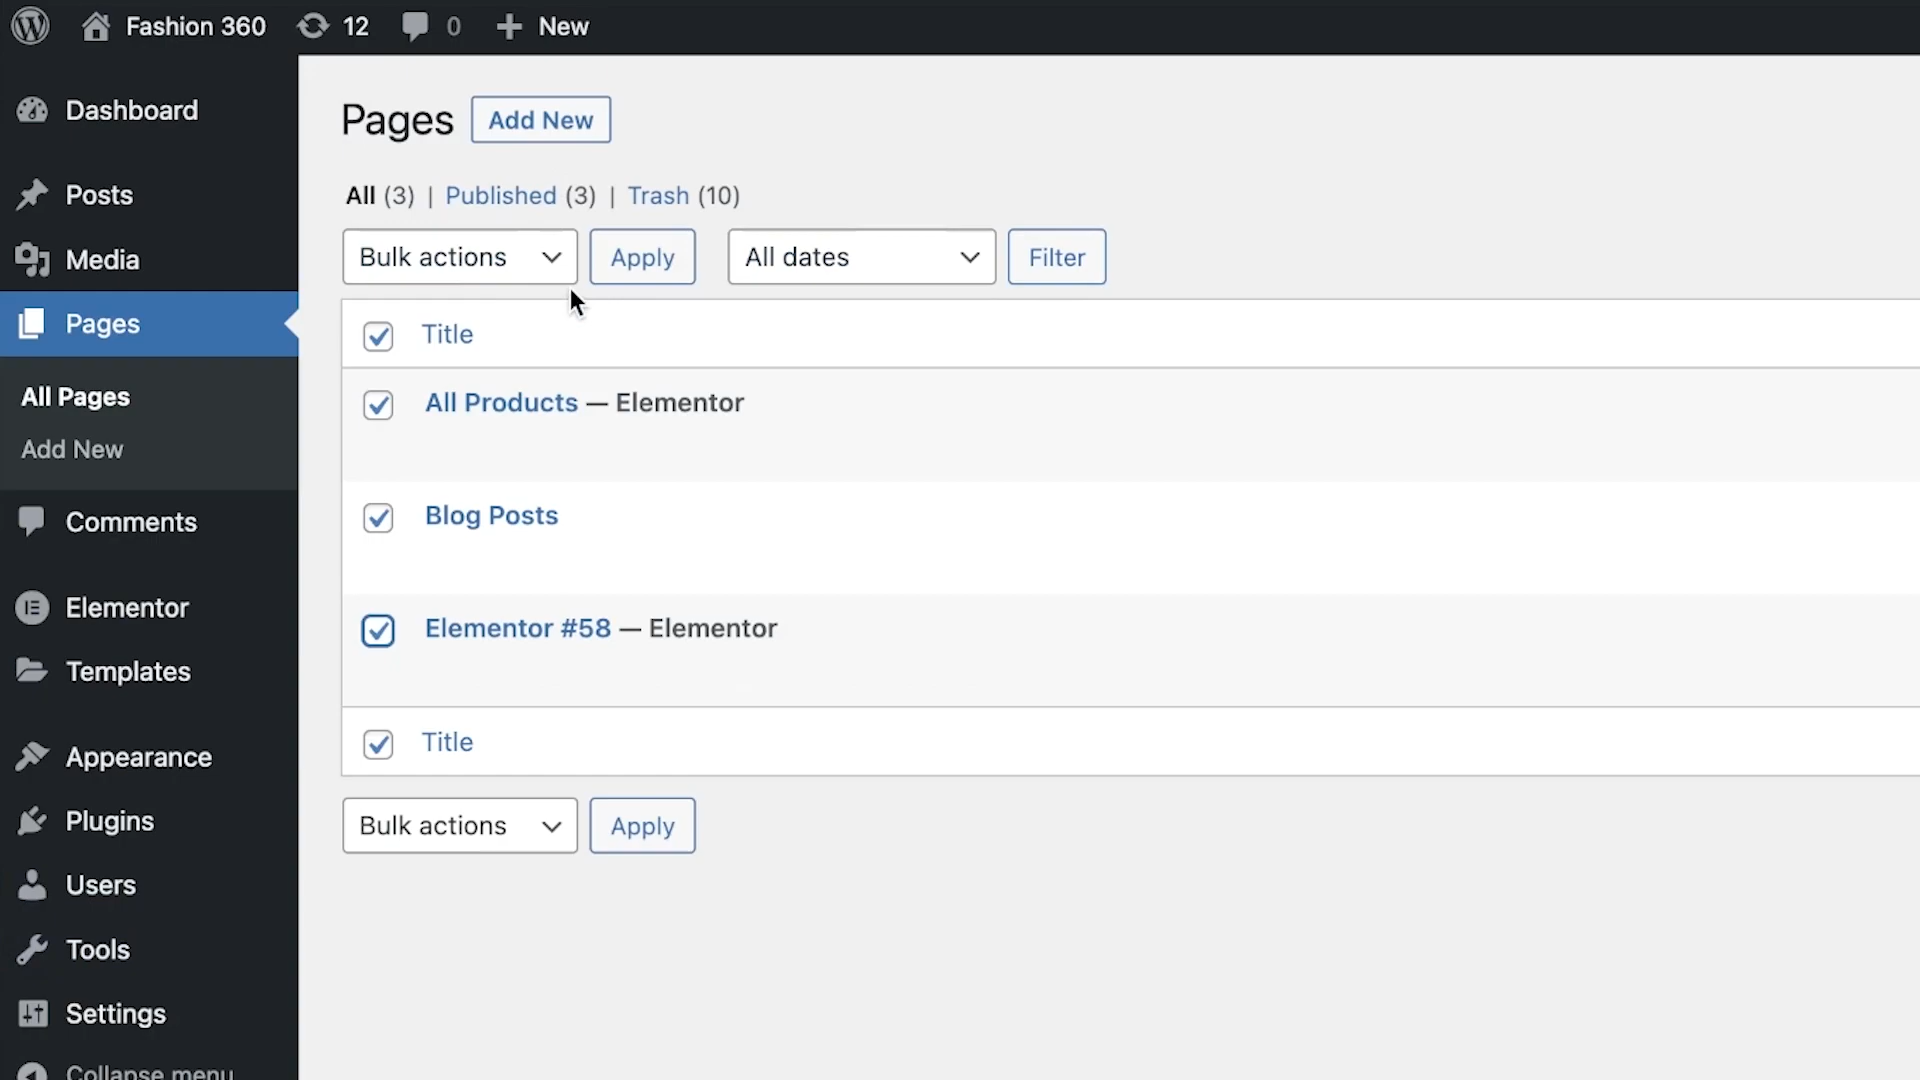 Fashion 360 12 0 New
Dashboard
Posts
Media
Pages
All Pages
Add New
Comments
Elementor
Templates
Appearance
Plugins
Users
Tools
Settings
Collapse menu
Pages Add New
All (3) | Published (3) | Trash (10)
Bulk actions Apply All dates Filter
Title
All Products — Elementor
Blog Posts
Elementor #58 — Elementor
Title
Bulk actions Apply